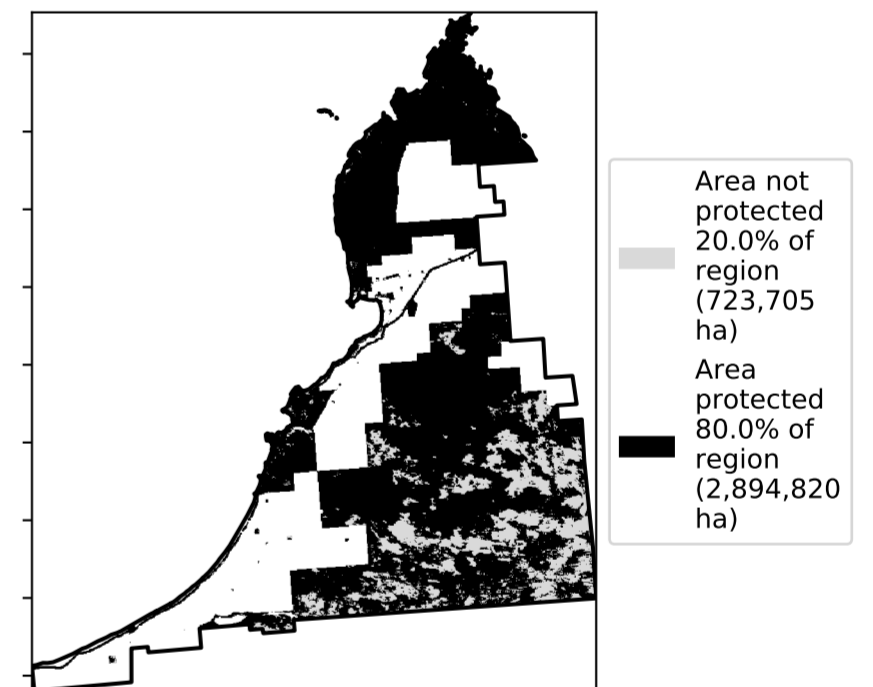 Area not
protected
20.0% of
region
(723,705
ha)
Area
protected
80.0% of
region
(2,894,820
ha)